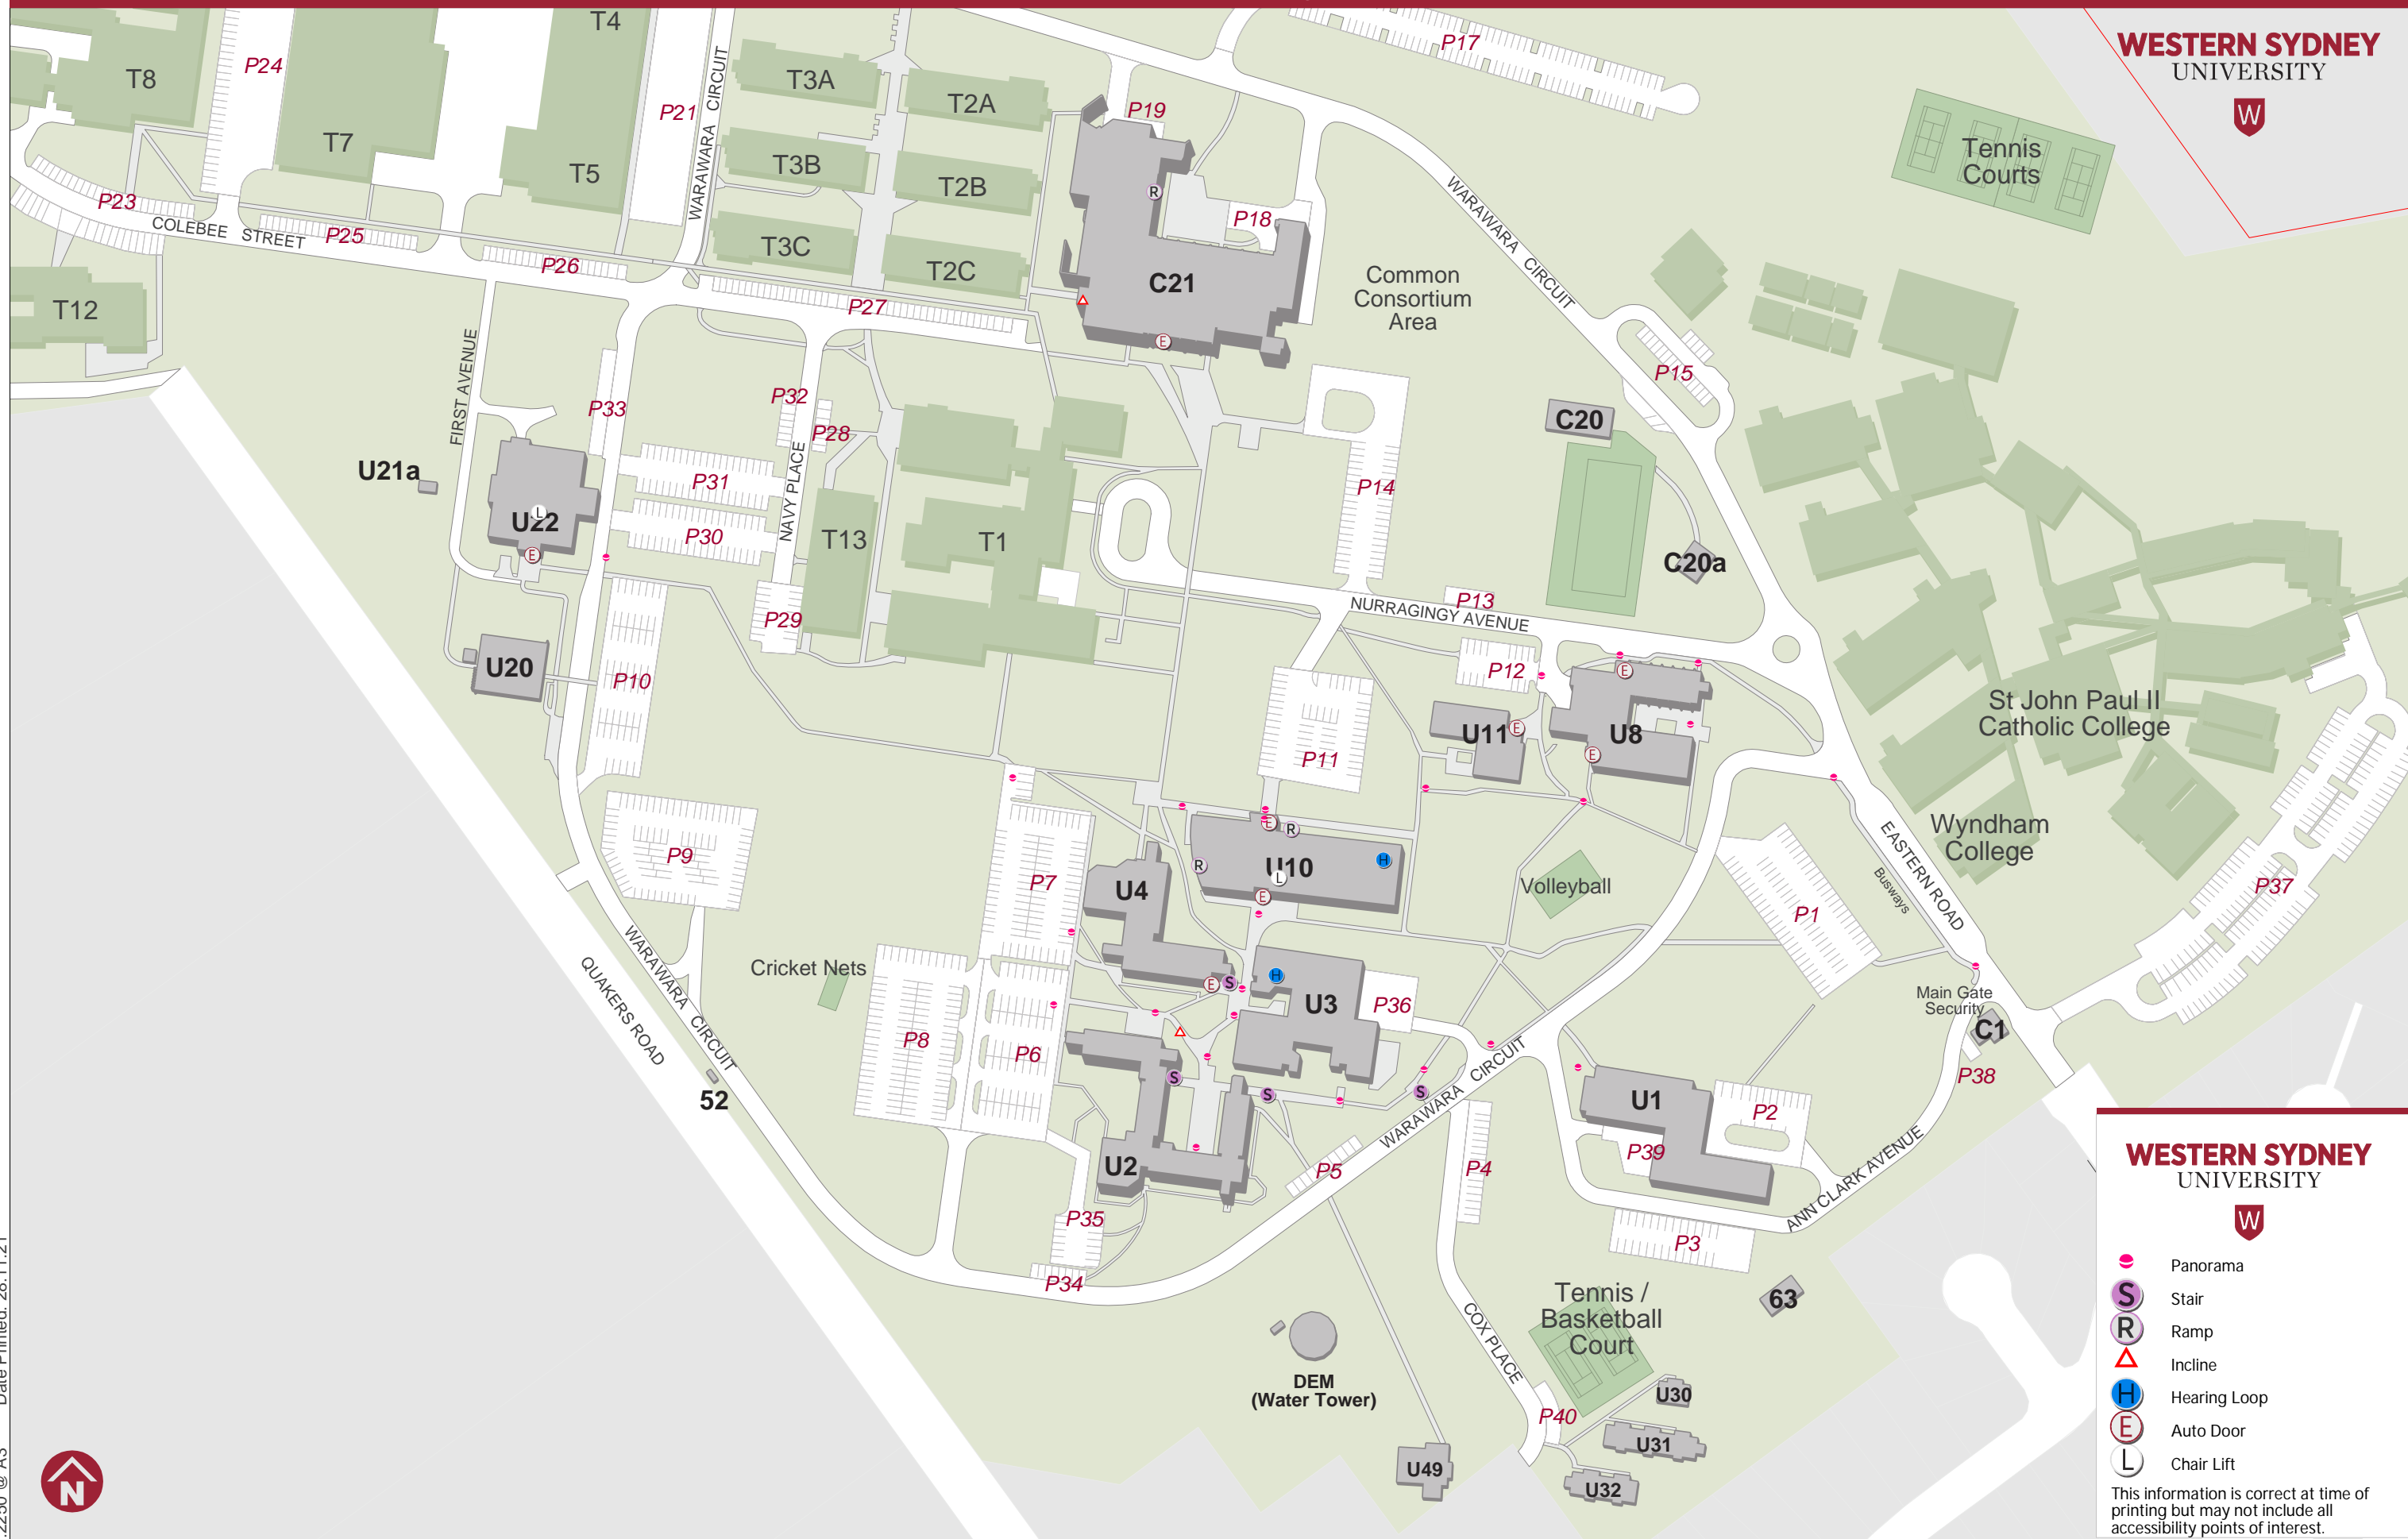 T4
WESTERN SYDNEY
UNIVERSITY
W
P17
T8
P24
T3A
T2A
P19
P21
WARAWARA CIRCUIT
T7
T5
T3B
T2B
R
Tennis
Courts
P23
COLEBEE STREET
P25
P26
T3C
T2C
P18
WARAWARA CIRCUIT
C21
Common
Consortium
Area
T12
P27
E
FIRST AVENUE
P33
P32
P28
P15
C20
U21a
NAVY PLACE
P31
P14
U22
L
E
P30
T13
T1
C20a
P29
P13
NURRAGINGY AVENUE
U20
P10
P12
E
U11
E
U8
E
St John Paul II
Catholic College
P11
P9
P7
E
R
R
U10
H
L
E
U4
Volleyball
Wyndham
College
EASTERN ROAD
Busways
P37
P1
Cricket Nets
WARAWARA CIRCUIT
QUAKERS ROAD
E
S
H
U3
P36
Main Gate
Security
C1
P8
P6
P38
52
S
S
S
WARAWARA CIRCUIT
U1
P2
P39
U2
P5
P4
ANN CLARK AVENUE
P35
P3
P34
COX PLACE
Tennis /
Basketball
Court
63
DEM
(Water Tower)
P40
U30
U31
U49
U32
N
Date Printed: 28.11.21
.2250 @ A3
WESTERN SYDNEY
UNIVERSITY
W
Panorama
S Stair
R Ramp
Incline
H Hearing Loop
E Auto Door
L Chair Lift
This information is correct at time of
printing but may not include all
accessibility points of interest.